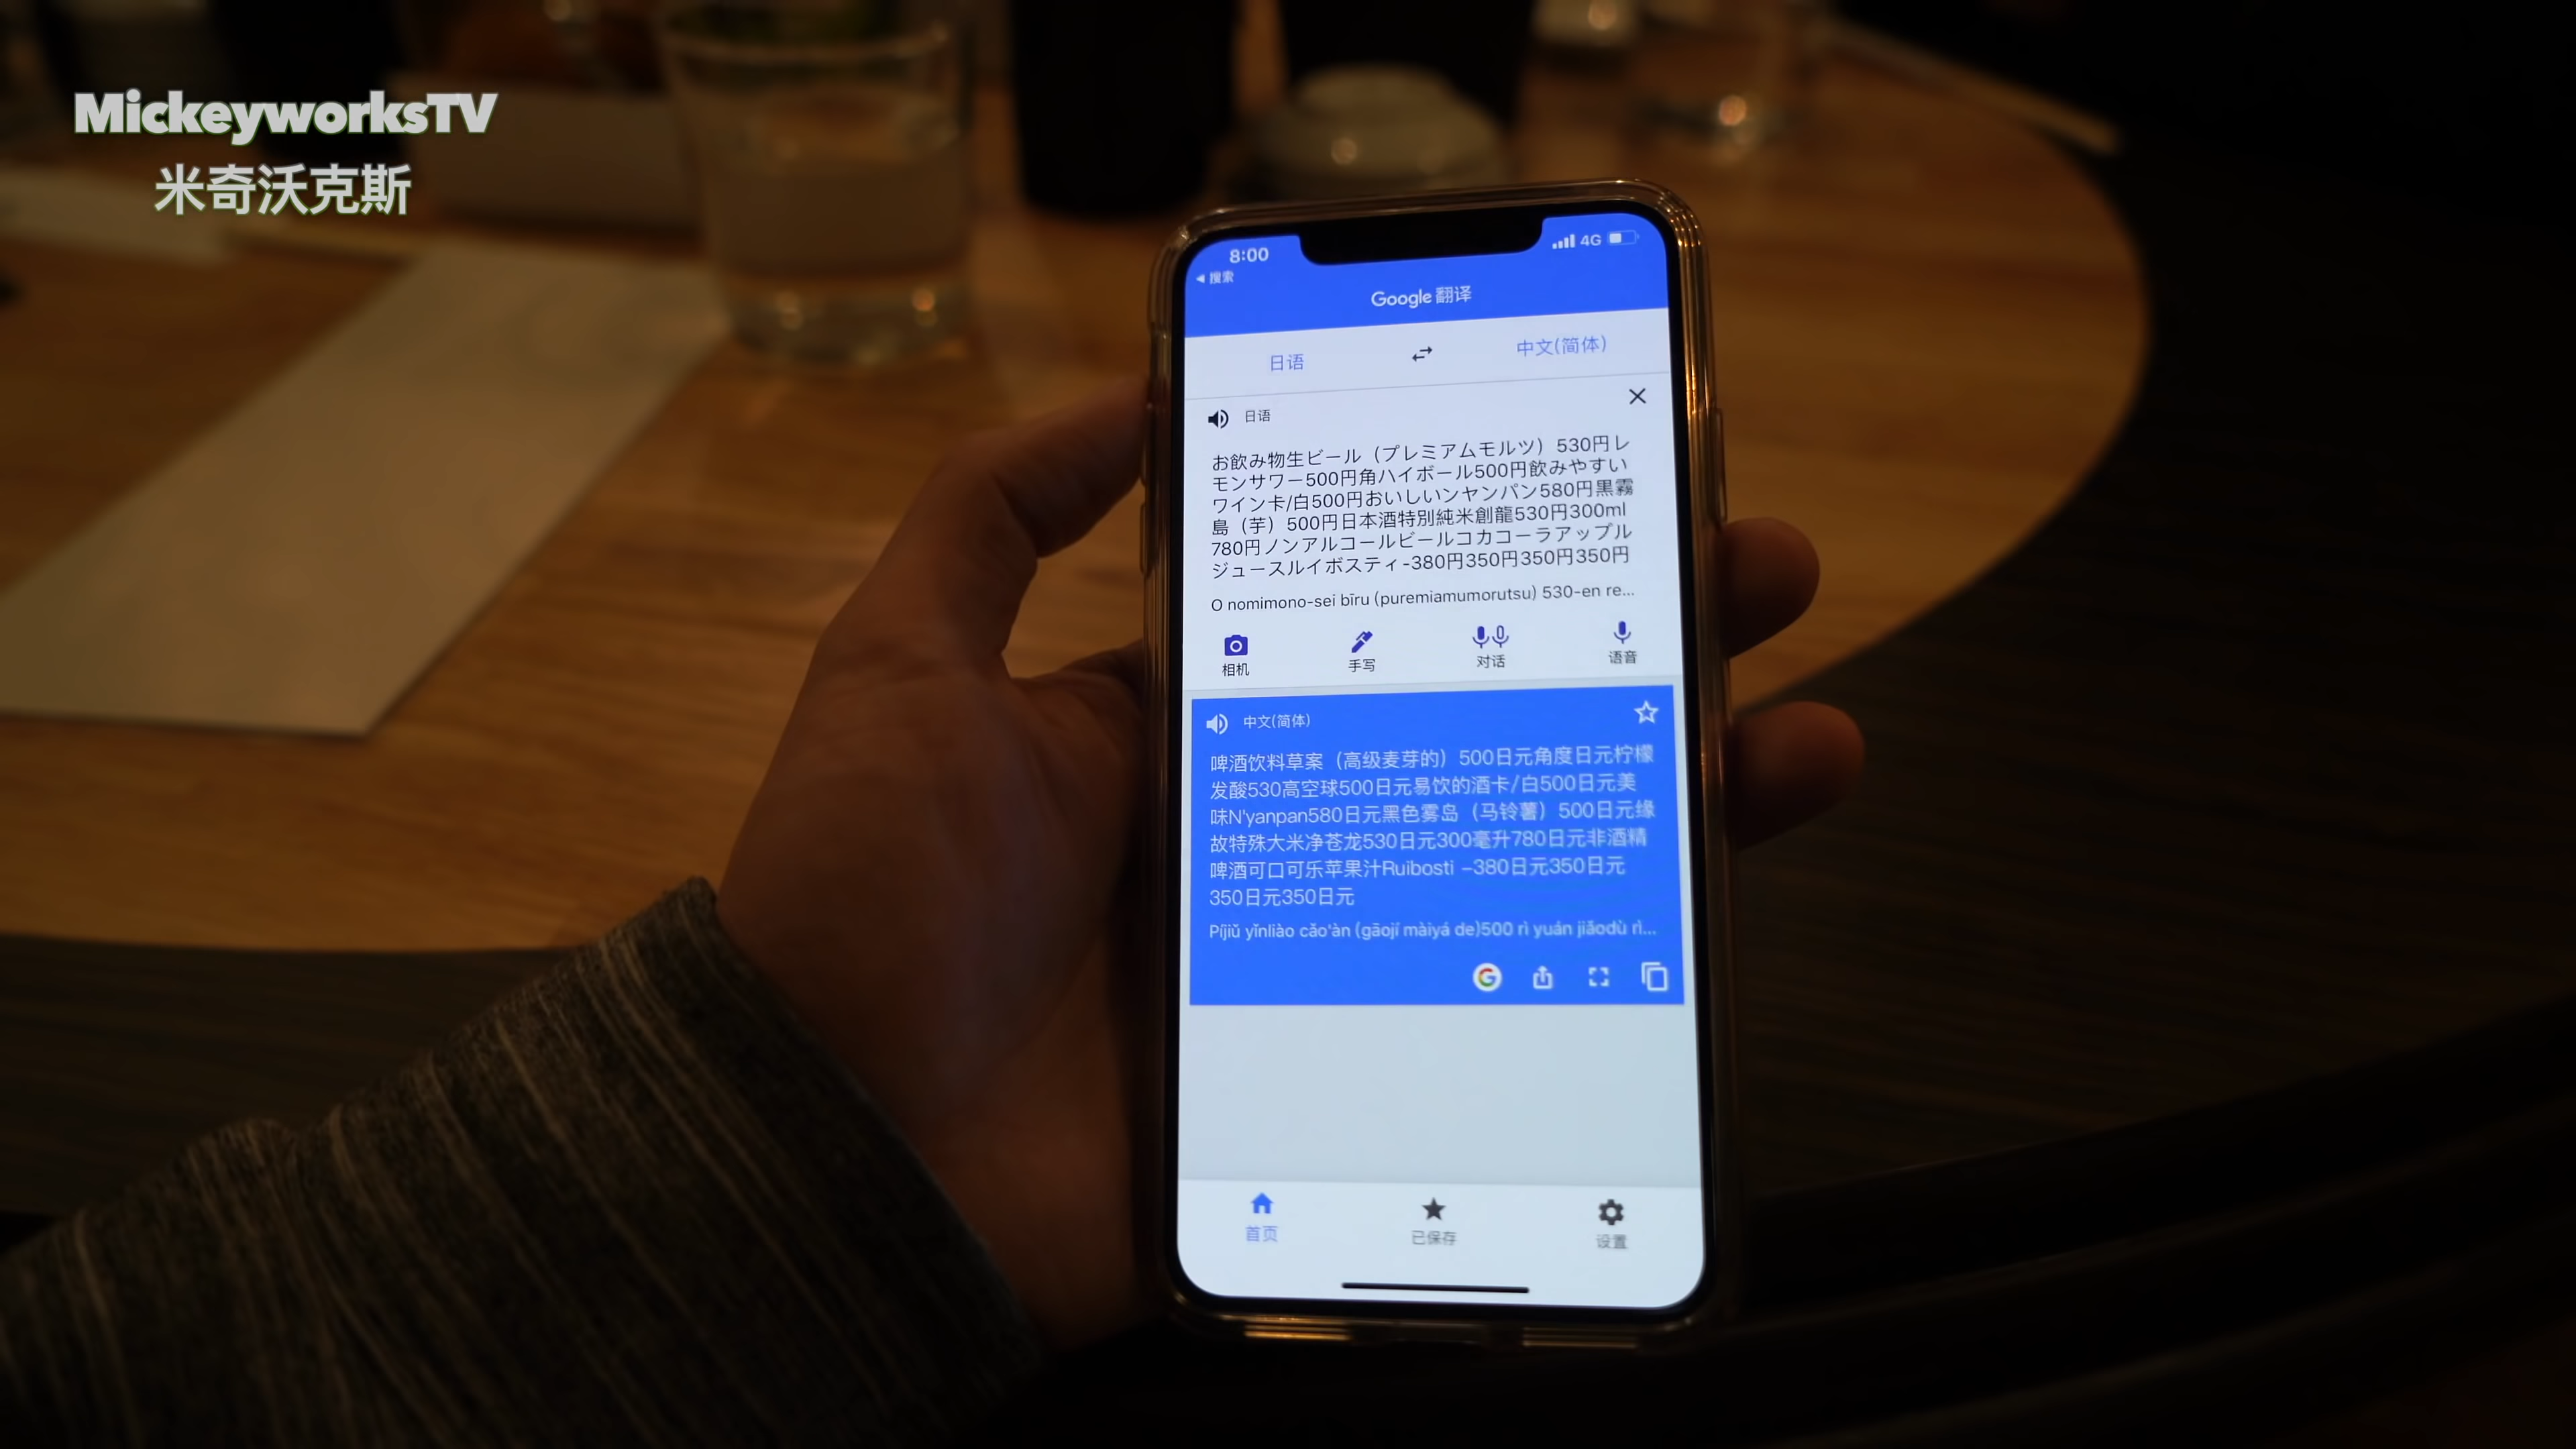 MickeyworksTV
米奇沃克斯
8:00
4G
搜索
Google 翻译
日语
中文(简体)
日语
お飲み物生ビール（プレミアムモルツ）530円レ
モンサワー500円角ハイボール500円飲みやすい
ワイン卡/白500円おいしいンヤンパン580円黒霧
島（芋）500円日本酒特別純米創龍530円300ml
780円ノンアルコールビールコカコーラアップル
ジュースルイボスティ-380円350円350円350円
O nomimono-sei bīru (puremiamumorutsu) 530-en re...
相机
手写
对话
语音
中文(简体)
啤酒饮料草案（高级麦芽的）500日元角度日元柠檬
发酸530高空球500日元易饮的酒卡/白500日元美
味N'yanpan580日元黑色雾岛（马铃薯）500日元缘
故特殊大米净苍龙530日元300毫升780日元非酒精
啤酒可口可乐苹果汁Ruibosti -380日元350日元
350日元350日元
Píjiǔ yǐnliào cǎo'àn (gāojí màiyá de)500 rì yuán jiǎodù rì...
首页
已保存
设置